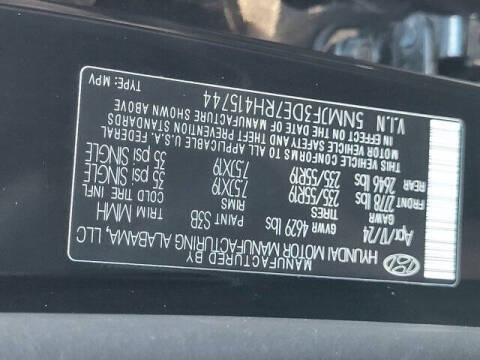 MANUFACTURED BY
HYUNDAI MOTOR MANUFACTURING ALABAMA, LLC
Apr/17/24 GVWR 4629 lbs PAINT S3B TRIM MMH
GAWR TIRES RIMS COLD TIRE INFL
FRONT 2178 lbs 235/55R19 7.5JX19 35 psi SINGLE
REAR 2646 lbs 235/55R19 7.5JX19 35 psi SINGLE
THIS VEHICLE CONFORMS TO ALL APPLICABLE U.S.A. FEDERAL
MOTOR VEHICLE SAFETY AND THEFT PREVENTION STANDARDS
IN EFFECT ON THE DATE OF MANUFACTURE SHOWN ABOVE
V.I.N 5NMJF3DE7RH415744 TYPE: MPV